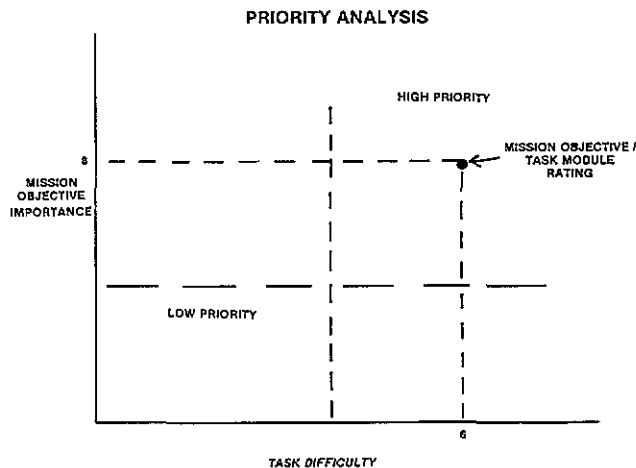 PRIORITY ANALYSIS
HIGH PRIORITY
MISSION OBJECTIVE /
TASK MODULE
RATING
8
MISSION
OBJECTIVE
IMPORTANCE
LOW PRIORITY
6
TASK DIFFICULTY